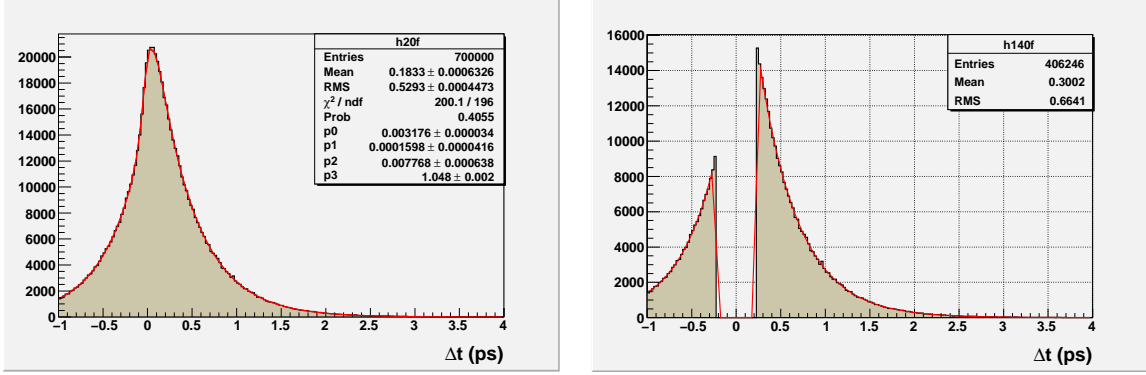 h20f
Entries 700000
Mean 0.1833 ± 0.0006326
RMS 0.5293 ± 0.0004473
χ² / ndf 200.1 / 196
Prob 0.4055
p0 0.003176 ± 0.000034
p1 0.0001598 ± 0.0000416
p2 0.007768 ± 0.000638
p3 1.048 ± 0.002
20000
18000
16000
14000
12000
10000
8000
6000
4000
2000
0
−1 −0.5 0 0.5 1 1.5 2 2.5 3 3.5 4
Δt (ps)
h140f
Entries 406246
Mean 0.3002
RMS 0.6641
16000
14000
12000
10000
8000
6000
4000
2000
0
−1 −0.5 0 0.5 1 1.5 2 2.5 3 3.5 4
Δt (ps)